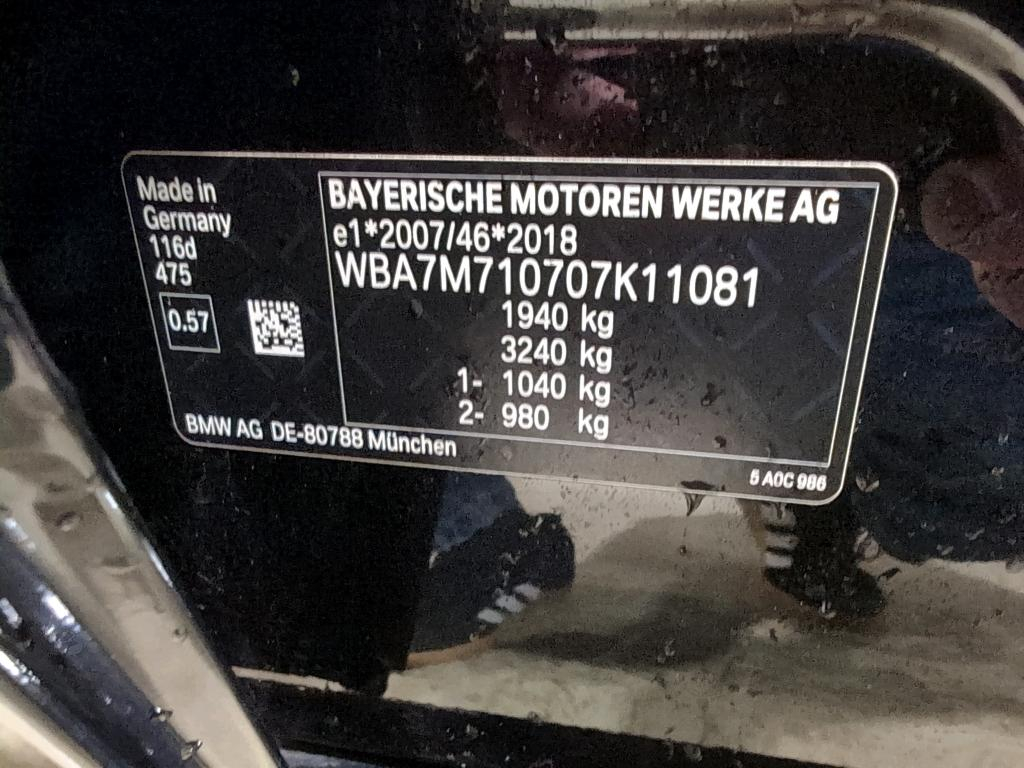 Made in
Germany
116d
475
0.57
BAYERISCHE MOTOREN WERKE AG
e1*2007/46*2018
WBA7M710707K11081
1940 kg
3240 kg
1- 1040 kg
2- 980 kg
BMW AG DE-80788 München
5 A0C 986